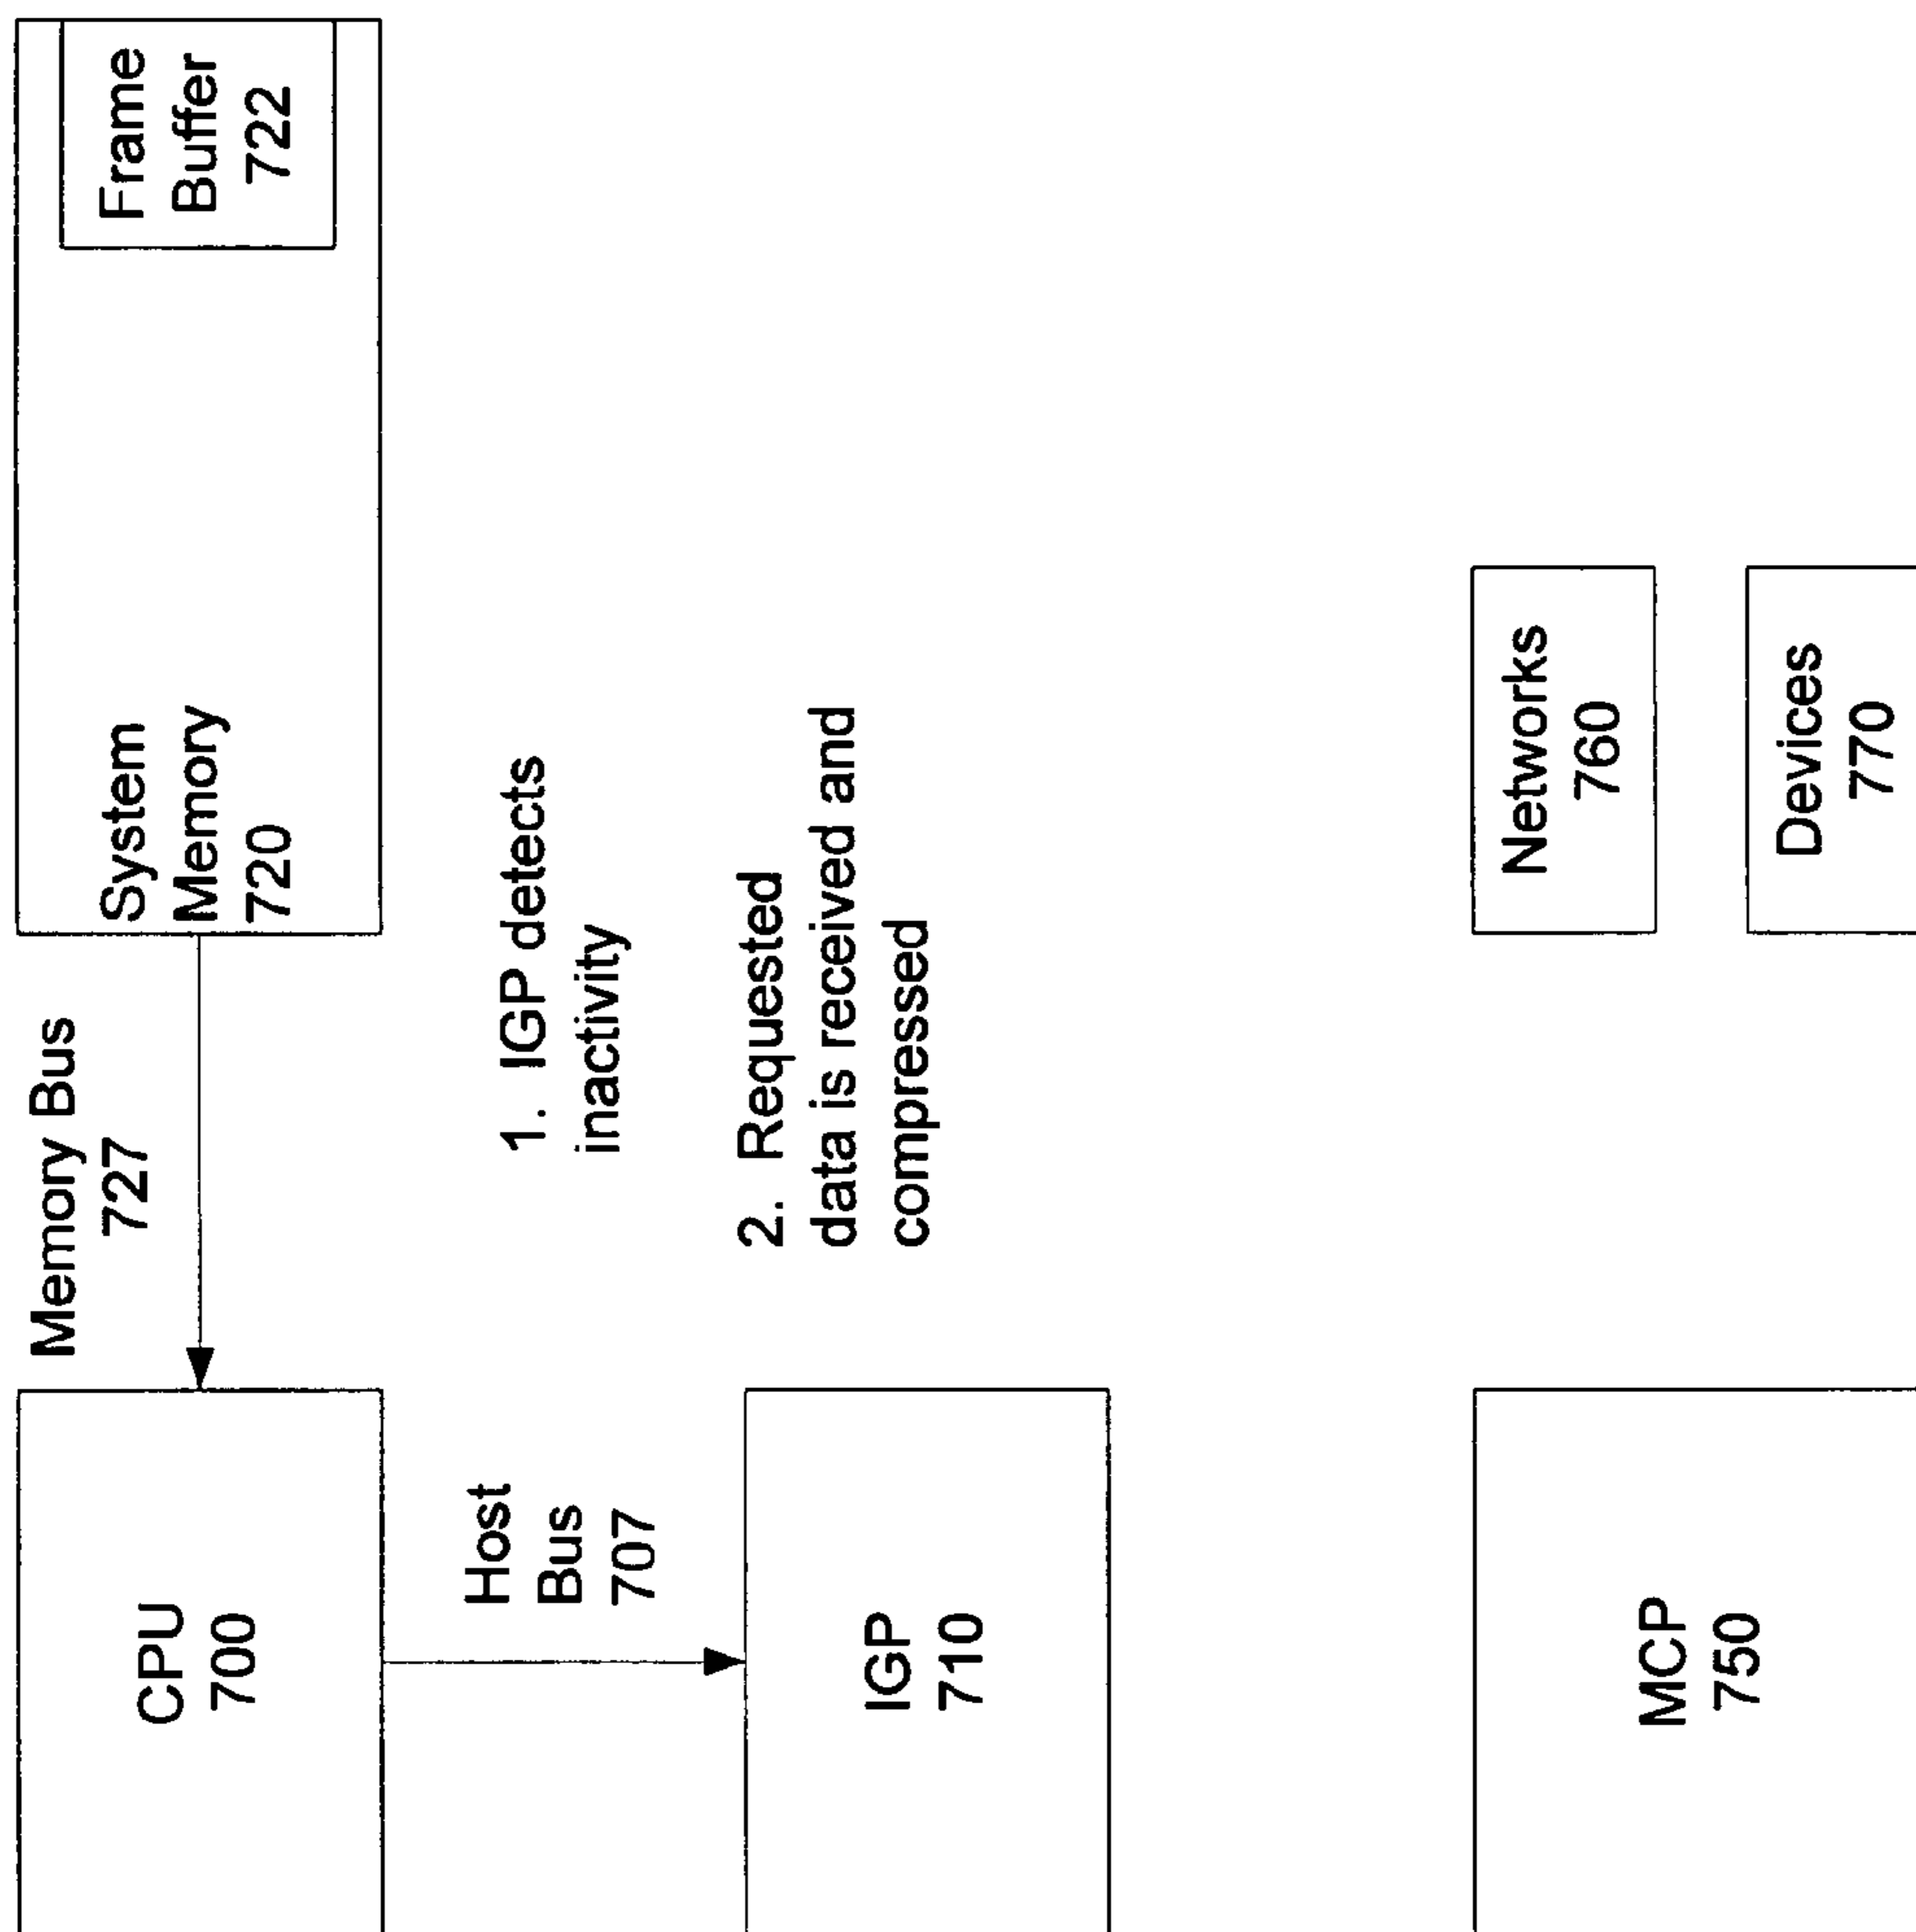 Frame
Buffer
722
System
Memory
720
Memory Bus
727
1. IGP detects
inactivity
2. Requested
data is received and
compressed
CPU
700
Host
Bus
707
IGP
710
Networks
760
Devices
770
MCP
750